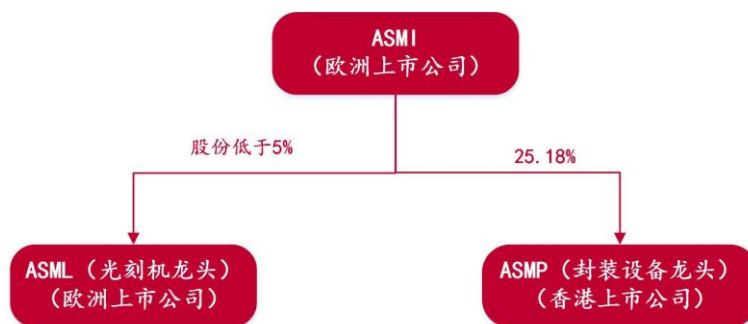 ASMI
（欧洲上市公司）
股份低于5%
25.18%
ASML（光刻机龙头）
（欧洲上市公司）
ASMP（封装设备龙头）
（香港上市公司）